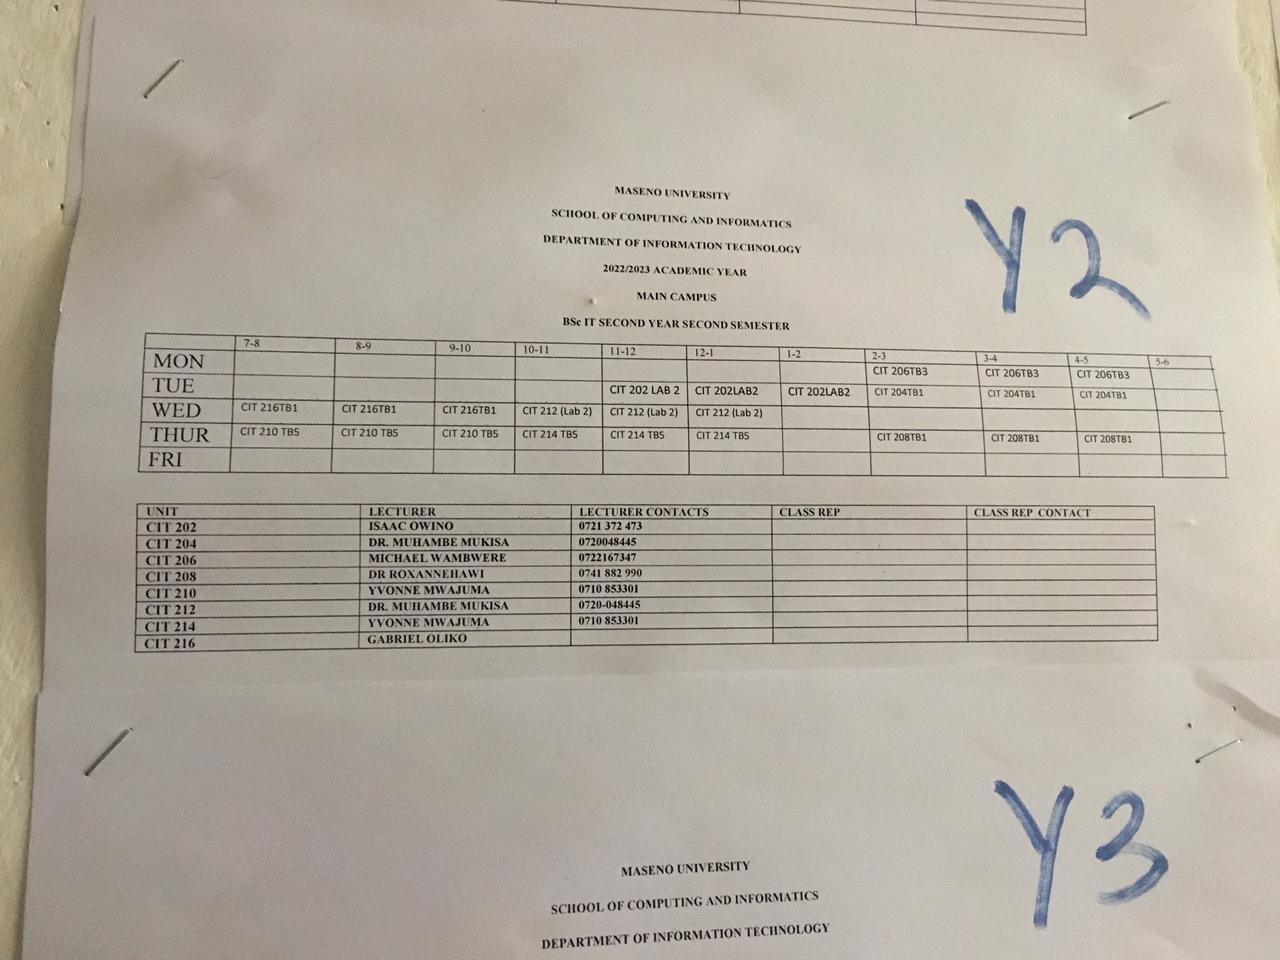 MASENO UNIVERSITY
SCHOOL OF COMPUTING AND INFORMATICS
DEPARTMENT OF INFORMATION TECHNOLOGY
2022/2023 ACADEMIC YEAR
MAIN CAMPUS
BSc IT SECOND YEAR SECOND SEMESTER
Y2
7-8 8-9 9-10 10-11 11-12 12-1 1-2 2-3 3-4 4-5 5-6
MON CIT 206TB3 CIT 206TB3 CIT 206TB3
TUE CIT 202 LAB 2 CIT 202LAB2 CIT 202LAB2 CIT 204TB1 CIT 204TB1 CIT 204TB1
WED CIT 216TB1 CIT 216TB1 CIT 216TB1 CIT 212 (Lab 2) CIT 212 (Lab 2) CIT 212 (Lab 2)
THUR CIT 210 TB5 CIT 210 TB5 CIT 210 TB5 CIT 214 TB5 CIT 214 TB5 CIT 214 TB5 CIT 208TB1 CIT 208TB1 CIT 208TB1
FRI
UNIT LECTURER LECTURER CONTACTS CLASS REP CLASS REP CONTACT
CIT 202 ISAAC OWINO 0721 372 473
CIT 204 DR. MUHAMBE MUKISA 0720048445
CIT 206 MICHAEL WAMBWERE 0722167347
CIT 208 DR ROXANNEHAWI 0741 882 990
CIT 210 YVONNE MWAJUMA 0710 853301
CIT 212 DR. MUHAMBE MUKISA 0720-048445
CIT 214 YVONNE MWAJUMA 0710 853301
CIT 216 GABRIEL OLIKO
Y3
MASENO UNIVERSITY
SCHOOL OF COMPUTING AND INFORMATICS
DEPARTMENT OF INFORMATION TECHNOLOGY